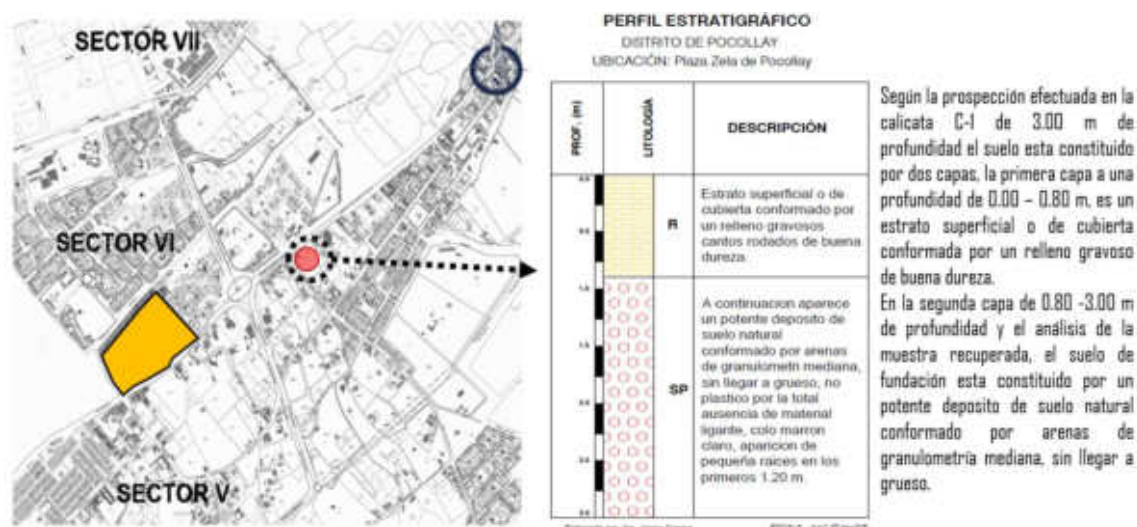 SECTOR VII
SECTOR VI
SECTOR V
PERFIL ESTRATIGRÁFICO
DISTRITO DE POCOLLAY
UBICACIÓN: Plaza Zela de Pocollay
PROF. (m)
LITOLOGÍA
DESCRIPCIÓN
R
Estrato superficial o de
cubierta conformado por
un relleno gravosos
cantos rodados de buena
dureza.
SP
A continuacion aparece
un potente deposito de
suelo natural
conformado por arenas
de granulometri mediana,
sin llegar a grueso, no
plastico por la total
ausencia de material
ligante, colo marron
claro, aparicion de
pequeña raices en los
primeros 1.20 m.
Según la prospección efectuada en la
calicata C-1 de 3.00 m de
profundidad el suelo esta constituido
por dos capas, la primera capa a una
profundidad de 0.00 – 0.80 m, es un
estrato superficial o de cubierta
conformada por un relleno gravoso
de buena dureza.
En la segunda capa de 0.80 -3.00 m
de profundidad y el análisis de la
muestra recuperada, el suelo de
fundación esta constituido por un
potente deposito de suelo natural
conformado por arenas de
granulometría mediana, sin llegar a
grueso.